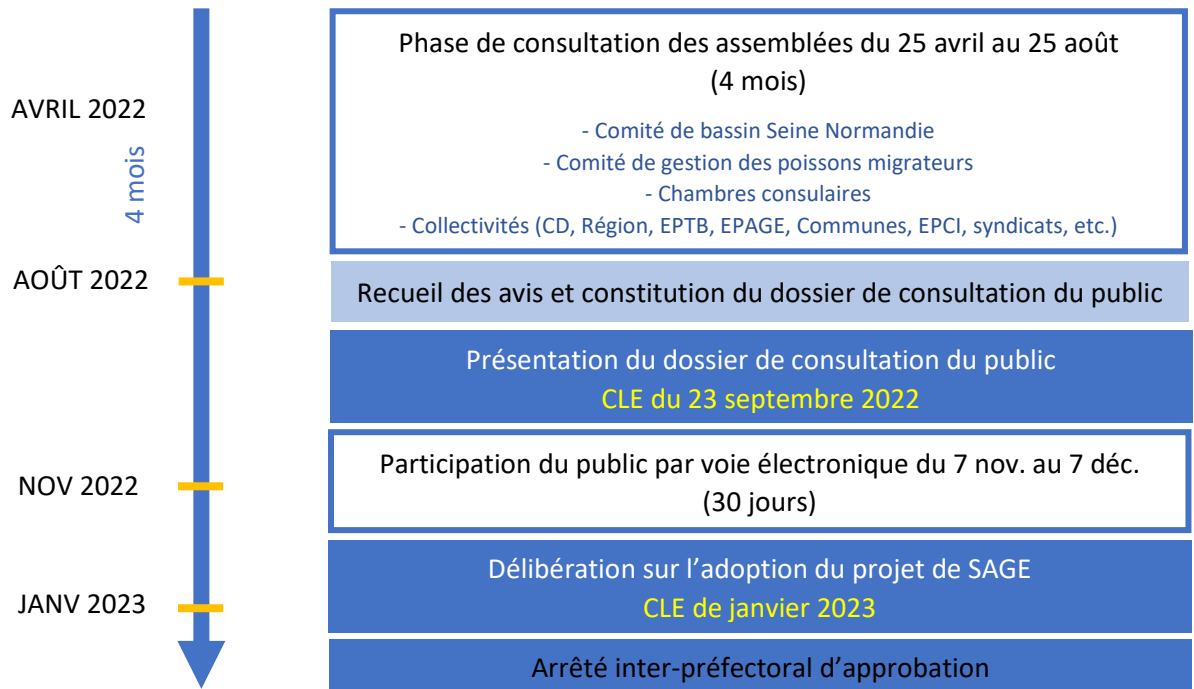 AVRIL 2022
4 mois
Phase de consultation des assemblées du 25 avril au 25 août
(4 mois)
- Comité de bassin Seine Normandie
- Comité de gestion des poissons migrateurs
- Chambres consulaires
- Collectivités (CD, Région, EPTB, EPAGE, Communes, EPCI, syndicats, etc.)
AOÛT 2022
Recueil des avis et constitution du dossier de consultation du public
Présentation du dossier de consultation du public
CLE du 23 septembre 2022
NOV 2022
Participation du public par voie électronique du 7 nov. au 7 déc.
(30 jours)
JANV 2023
Délibération sur l’adoption du projet de SAGE
CLE de janvier 2023
Arrêté inter-préfectoral d’approbation